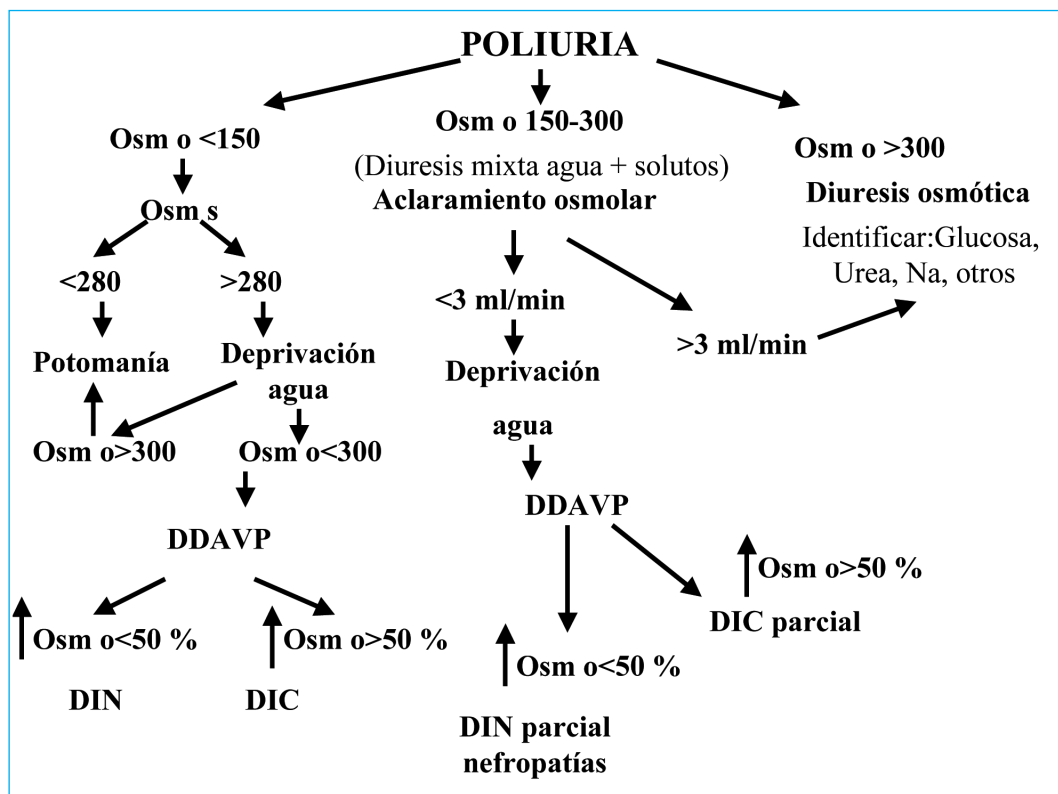 POLIURIA
Osm o <150
Osm s
<280
>280
Potomanía
Deprivación
agua
Osm o>300
Osm o<300
DDAVP
Osm o<50 %
DIN
Osm o>50 %
DIC
Osm o 150-300
(Diuresis mixta agua + solutos)
Aclaramiento osmolar
<3 ml/min
>3 ml/min
Deprivación
agua
DDAVP
Osm o<50 %
DIN parcial
nefropatías
Osm o>50 %
DIC parcial
Osm o >300
Diuresis osmótica
Identificar:Glucosa,
Urea, Na, otros